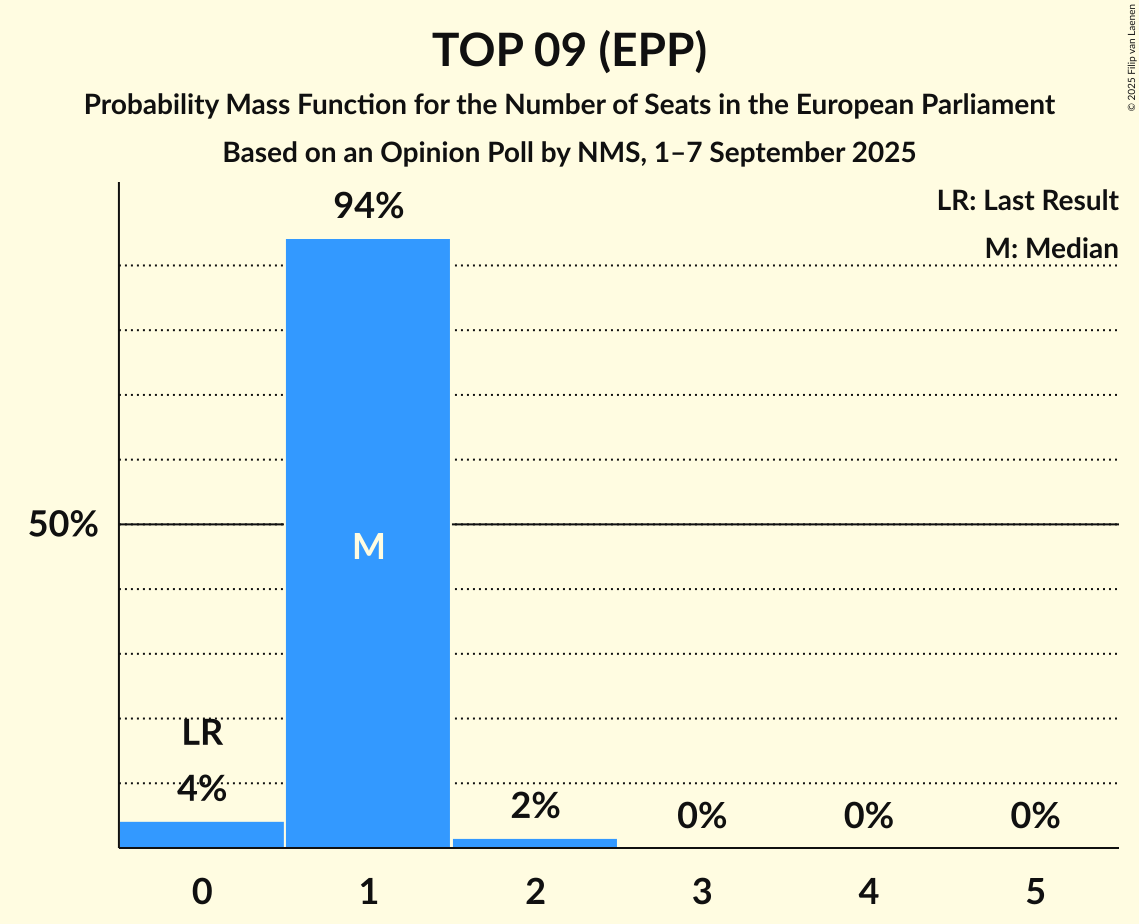 TOP 09 (EPP)
Probability Mass Function for the Number of Seats in the European Parliament
Based on an Opinion Poll by NMS, 1–7 September 2025
© 2025 Filip van Laenen
LR: Last Result
M: Median
94%
50%
M
LR
4%
2%
0%
0%
0%
0
1
2
3
4
5